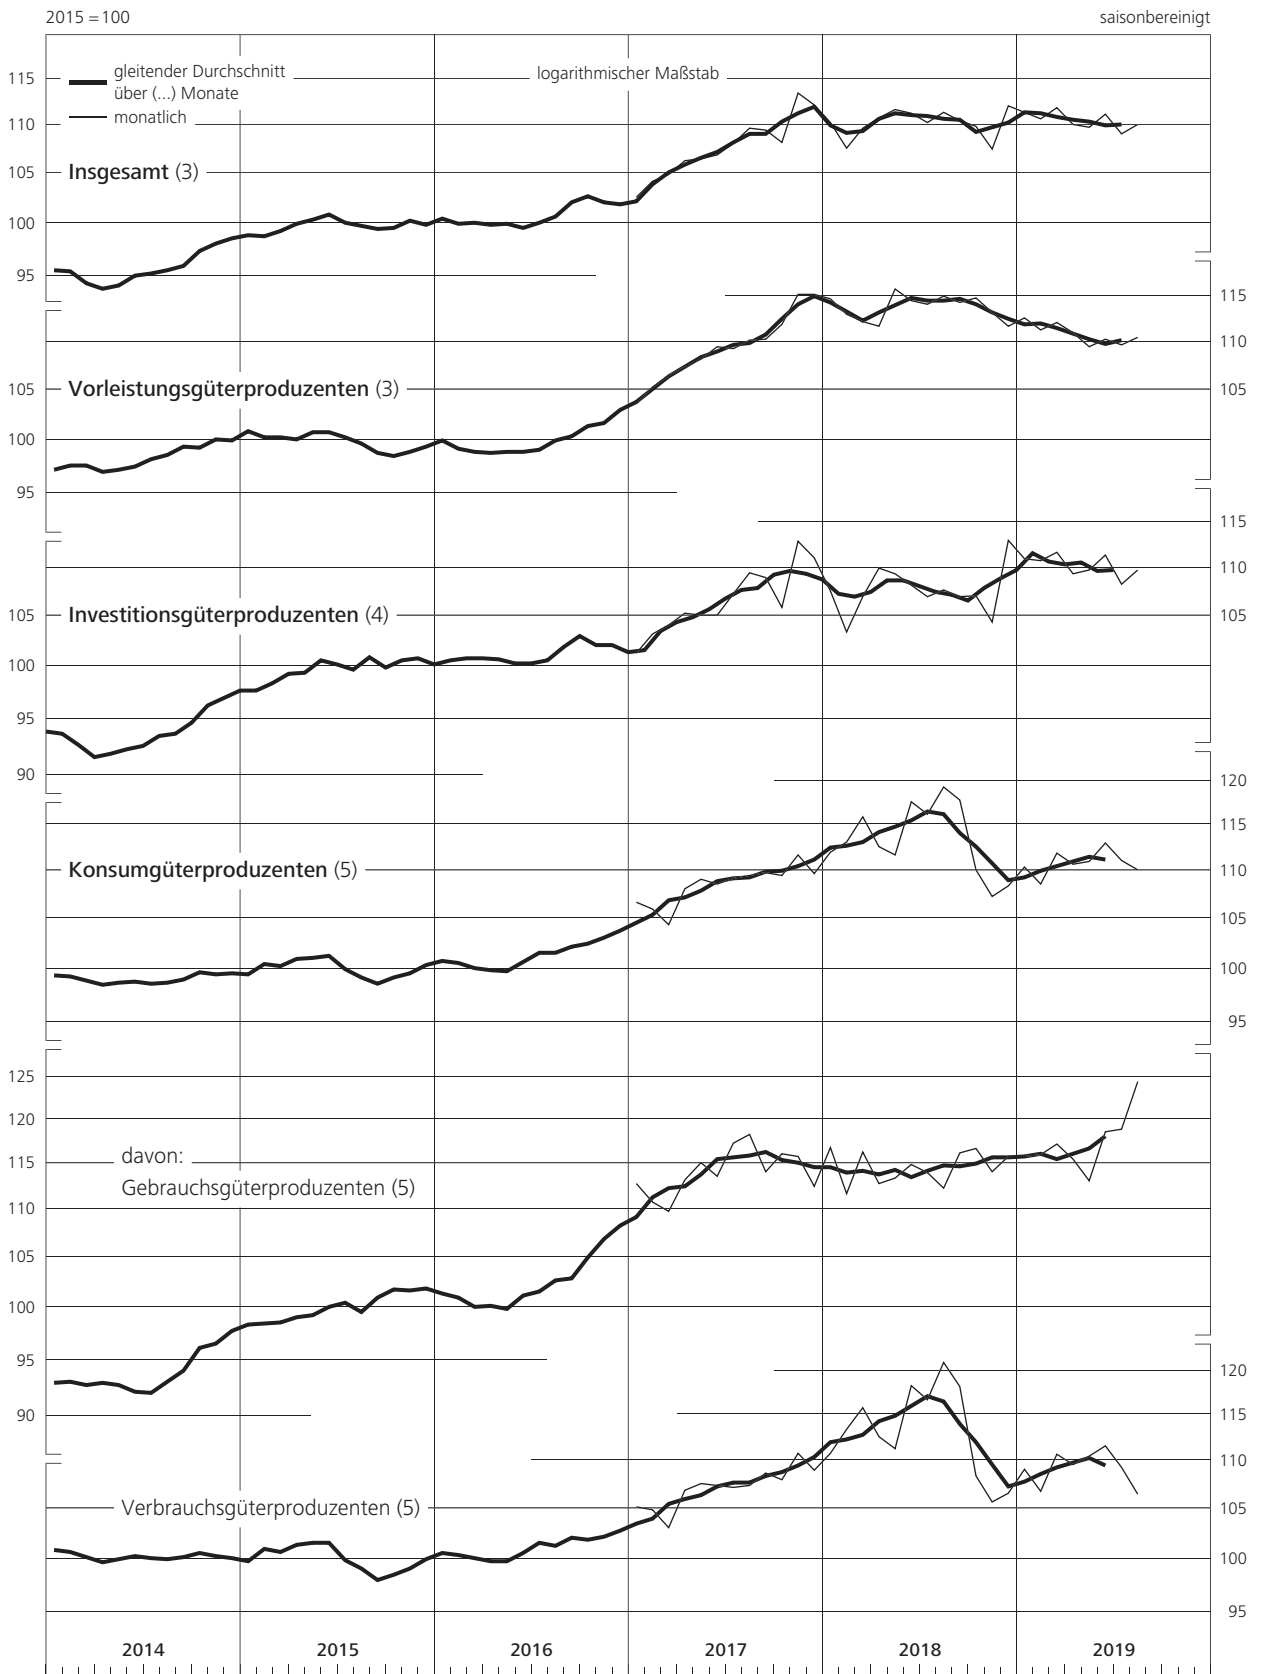 2015 = 100 saisonbereinigt
gleitender Durchschnitt
über (...) Monate
monatlich
logarithmischer Maßstab
115
110
105
Insgesamt (3)
100
95
115
110
105
Vorleistungsgüterproduzenten (3)
105
100
95
115
110
105
Investitionsgüterproduzenten (4)
105
100
95
90
120
115
Konsumgüterproduzenten (5)
110
105
100
95
125
120
davon:
115
Gebrauchsgüterproduzenten (5)
110
105
100
95
90
120
115
110
Verbrauchsgüterproduzenten (5)
105
100
95
2014 2015 2016 2017 2018 2019